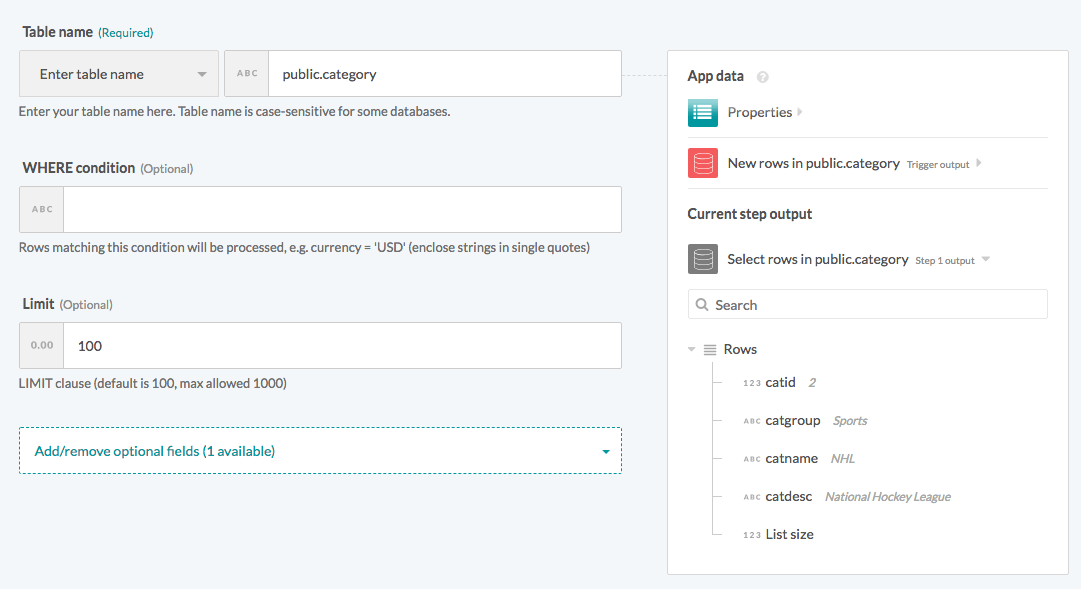 Table name (Required)
Enter table name
ABC
public.category
Enter your table name here. Table name is case-sensitive for some databases.
WHERE condition (Optional)
ABC
Rows matching this condition will be processed, e.g. currency = 'USD' (enclose strings in single quotes)
Limit (Optional)
0.00
100
LIMIT clause (default is 100, max allowed 1000)
Add/remove optional fields (1 available)
App data ?
Properties
New rows in public.category Trigger output
Current step output
Select rows in public.category Step 1 output
Search
Rows
123 catid 2
ABC catgroup Sports
ABC catname NHL
ABC catdesc National Hockey League
123 List size